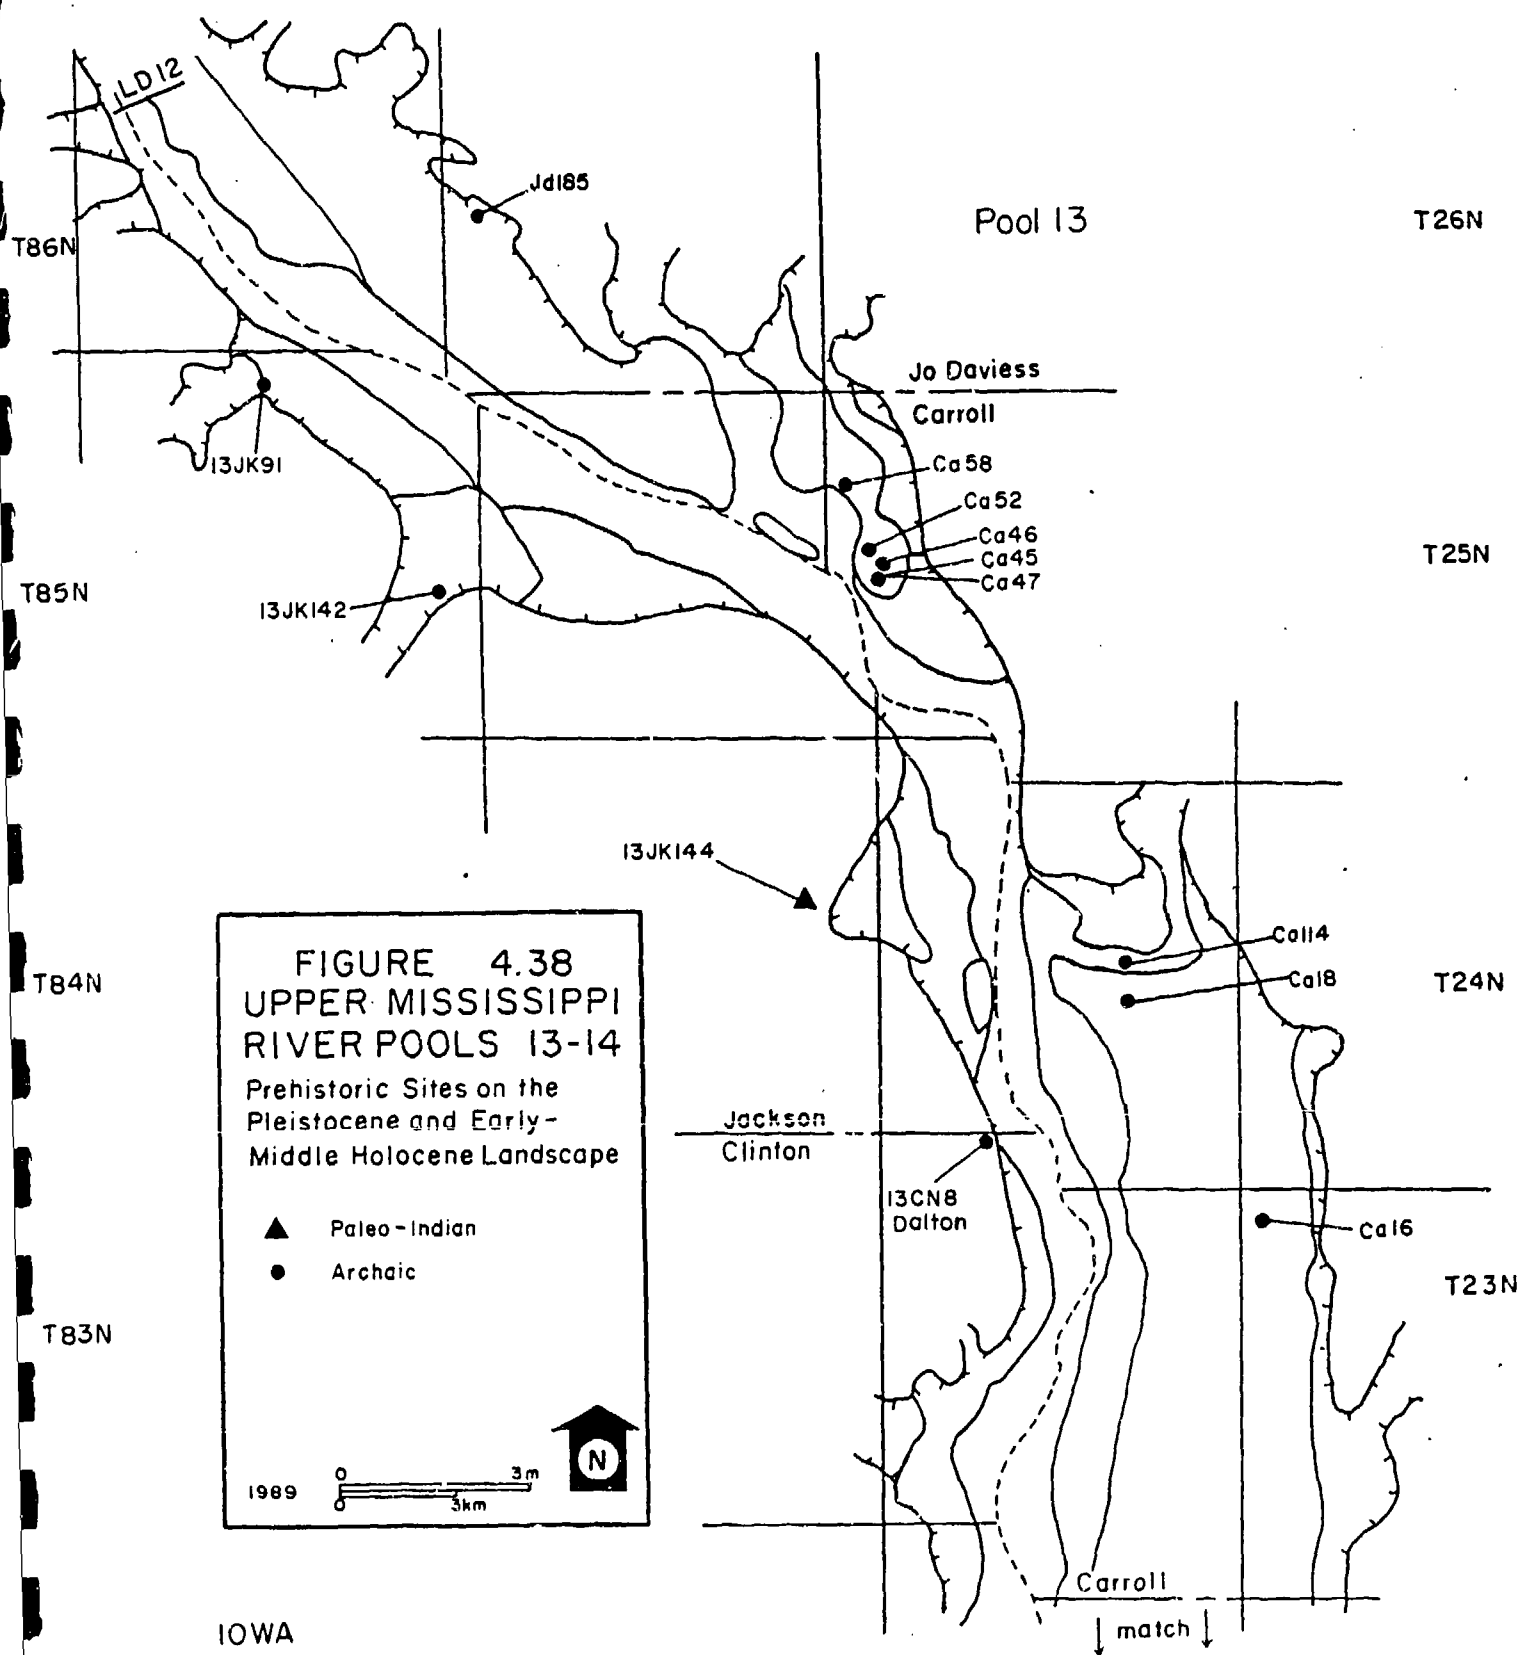 LD 12
Jd185
Pool 13
T26N
T86N
Jo Daviess
Carroll
13JK91
Ca58
Ca52
Ca46
Ca45
Ca47
T25N
T85N
13JK142
13JK144
Ca114
Ca18
T24N
T84N
FIGURE 4.38
UPPER MISSISSIPPI
RIVER POOLS 13-14
Prehistoric Sites on the
Pleistocene and Early-
Middle Holocene Landscape
Paleo-Indian
Archaic
1989
0 3m
0 3km
N
Jackson
Clinton
13CN8
Dalton
Ca16
T23N
T83N
Carroll
match
IOWA